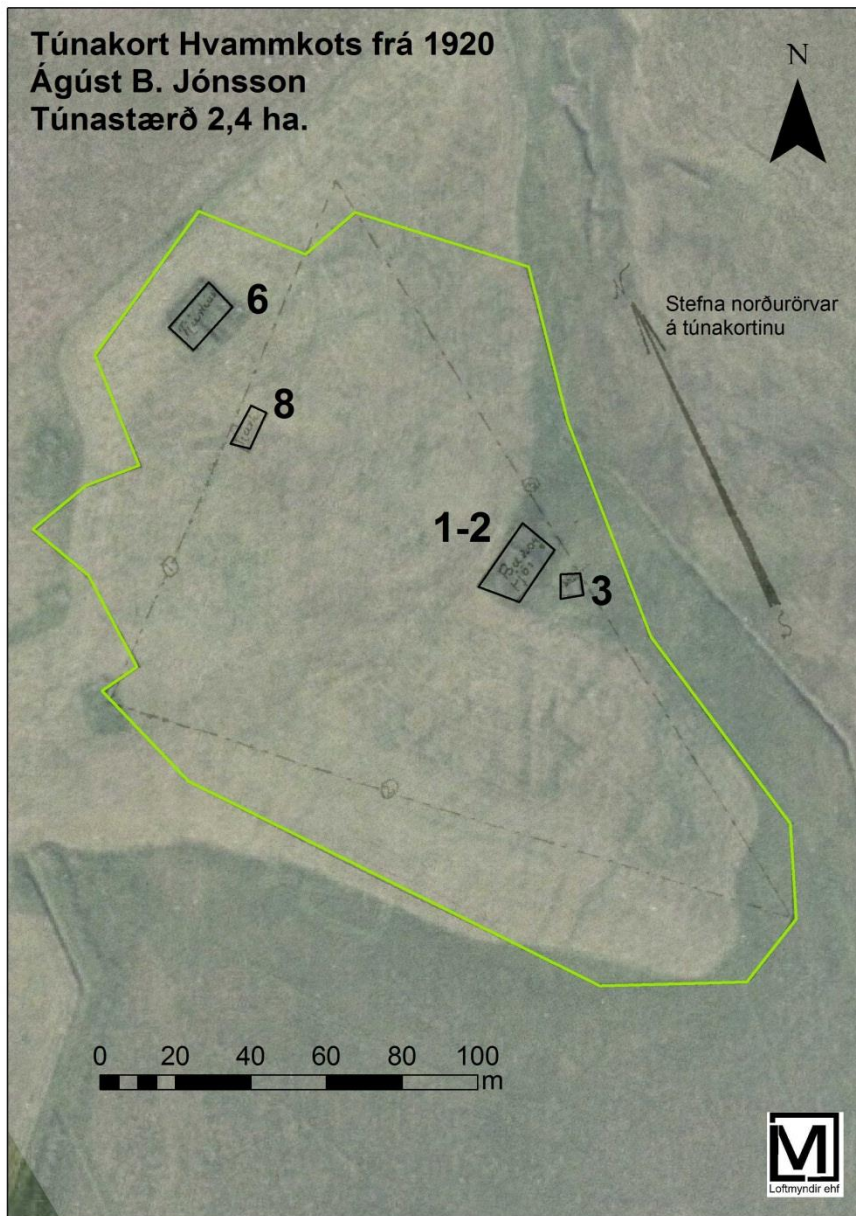 Túnakort Hvammkots frá 1920
Ágúst B. Jónsson
Túnastærð 2,4 ha.
N
6
Stefna norðurörvar
á túnakortinu
8
1-2
3
0 20 40 60 80 100
m
M
Loftmyndir ehf